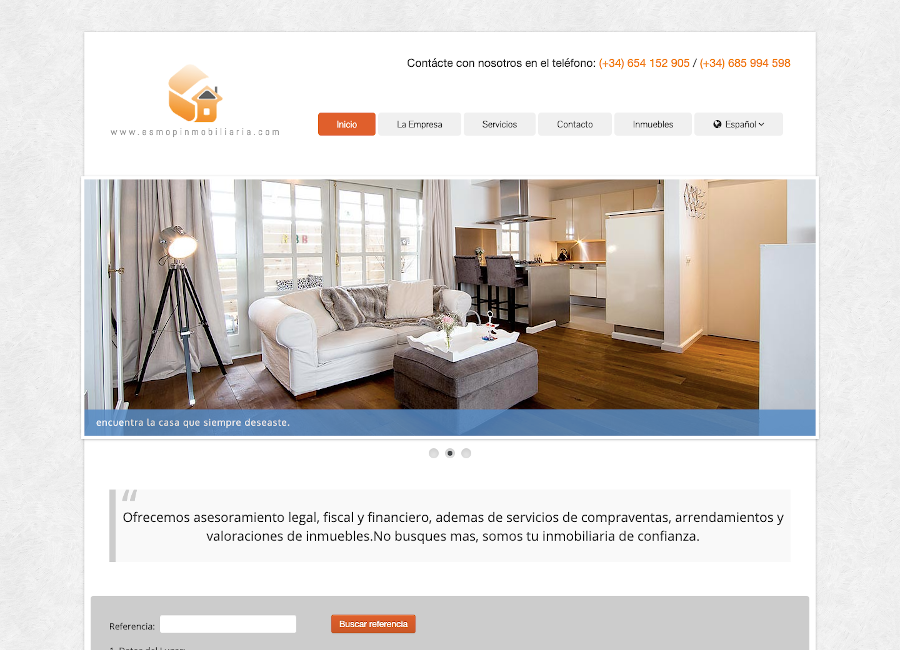 Contácte con nosotros en el teléfono: (+34) 654 152 905 / (+34) 685 994 598
www.esmopinmobiliaria.com
Inicio
La Empresa
Servicios
Contacto
Inmuebles
Español
encuentra la casa que siempre deseaste.
“
Ofrecemos asesoramiento legal, fiscal y financiero, ademas de servicios de compraventas, arrendamientos y
valoraciones de inmuebles.No busques mas, somos tu inmobiliaria de confianza.
Referencia:
Buscar referencia